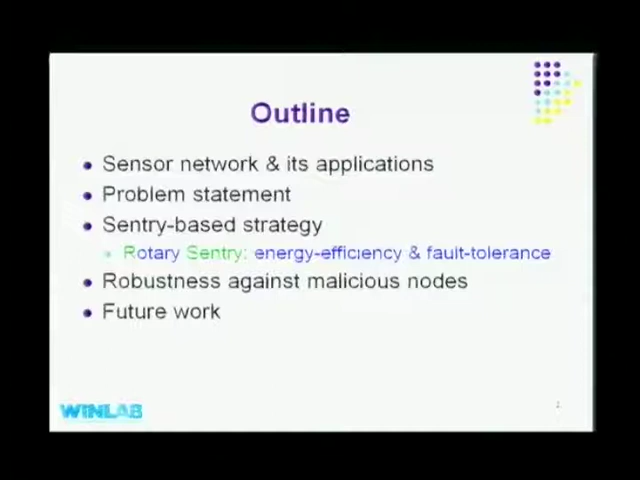 Outline
Sensor network & its applications
Problem statement
Sentry-based strategy
Rotary Sentry: energy-efficiency & fault-tolerance
Robustness against malicious nodes
Future work
WINLAB